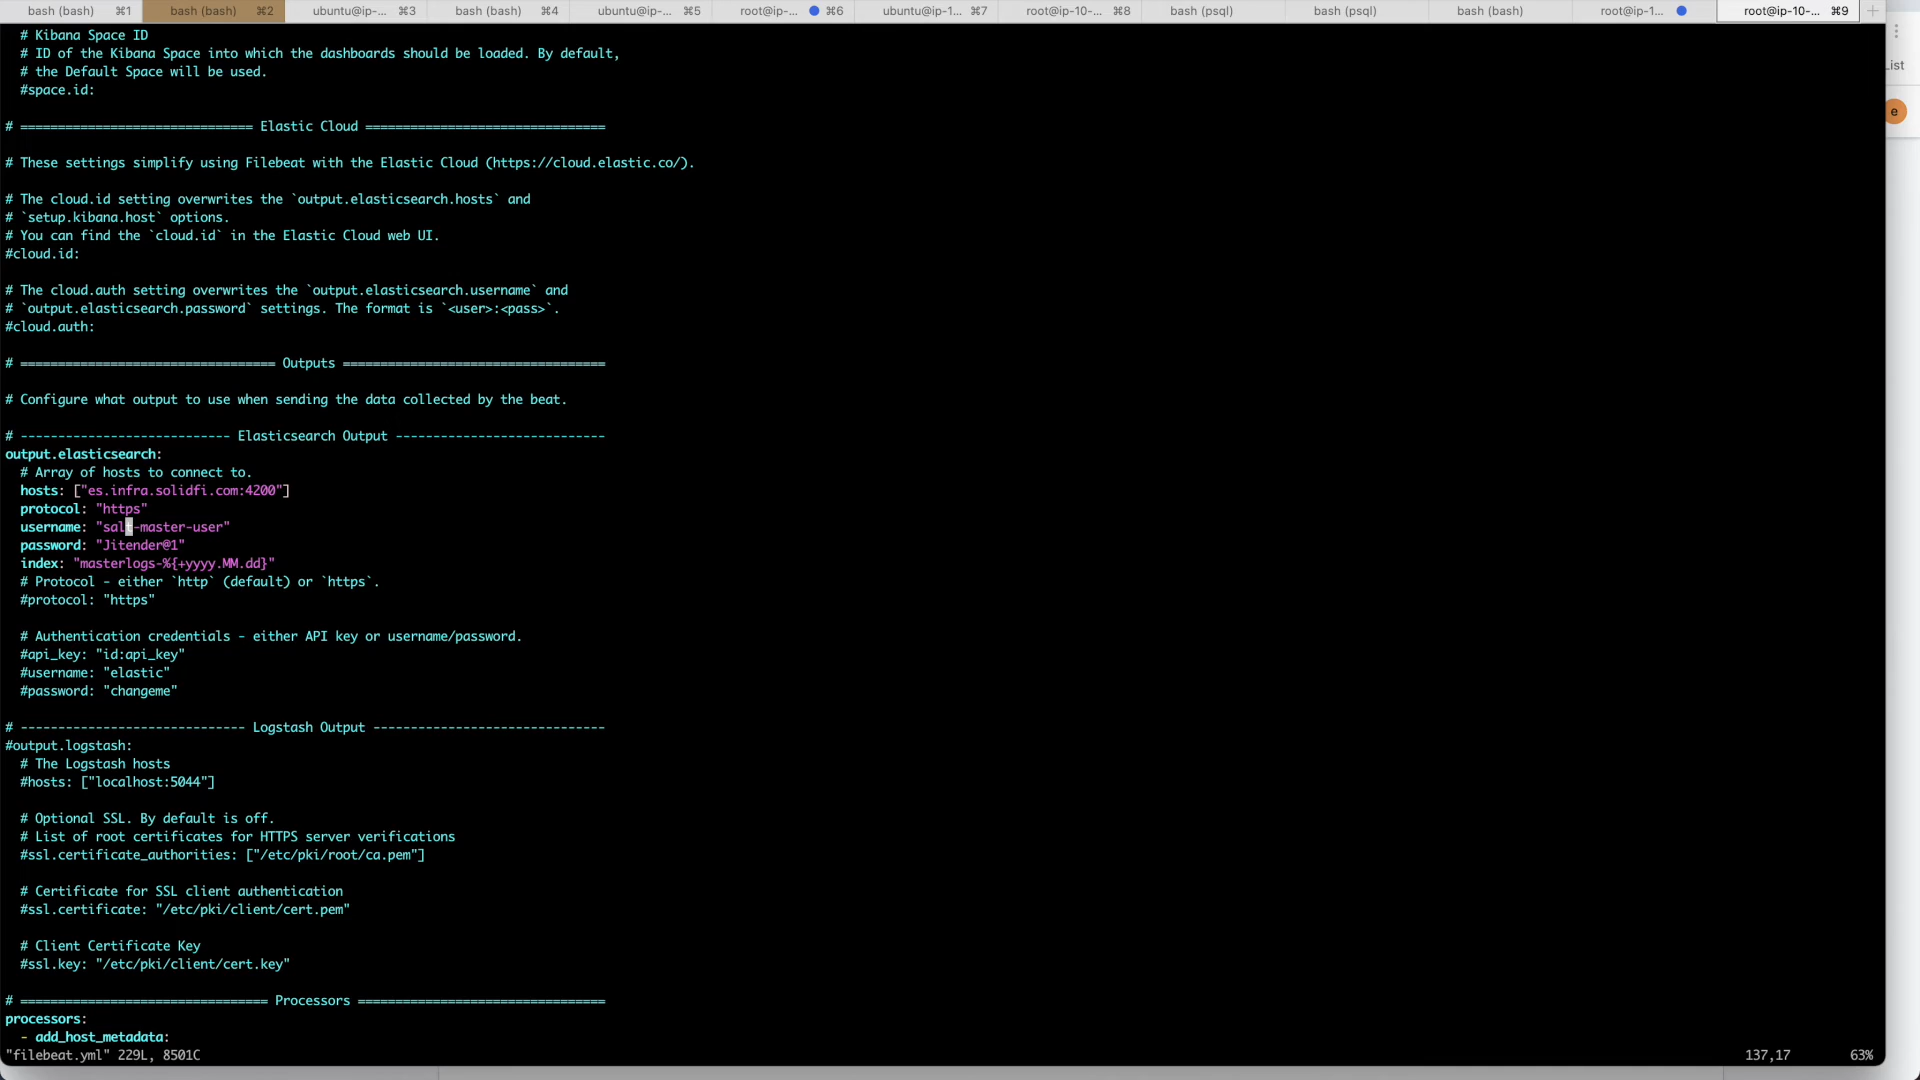 bash (bash) ⌘1 bash (bash) ⌘2 ubuntu@ip-... ⌘3 bash (bash) ⌘4 ubuntu@ip-... ⌘5 root@ip-... ⌘6 ubuntu@ip-1... ⌘7 root@ip-10-... ⌘8 bash (psql) bash (psql) bash (bash) root@ip-1... root@ip-10-... ⌘9 +
# Kibana Space ID
# ID of the Kibana Space into which the dashboards should be loaded. By default,
# the Default Space will be used.
#space.id:
# =============================== Elastic Cloud ================================
# These settings simplify using Filebeat with the Elastic Cloud (https://cloud.elastic.co/).
# The cloud.id setting overwrites the `output.elasticsearch.hosts` and
# `setup.kibana.host` options.
# You can find the `cloud.id` in the Elastic Cloud web UI.
#cloud.id:
# The cloud.auth setting overwrites the `output.elasticsearch.username` and
# `output.elasticsearch.password` settings. The format is `<user>:<pass>`.
#cloud.auth:
# ================================== Outputs ===================================
# Configure what output to use when sending the data collected by the beat.
# ---------------------------- Elasticsearch Output ----------------------------
output.elasticsearch:
# Array of hosts to connect to.
hosts: ["es.infra.solidfi.com:4200"]
protocol: "https"
username: "salt-master-user"
password: "Jitender@1"
index: "masterlogs-%{+yyyy.MM.dd}"
# Protocol - either `http` (default) or `https`.
#protocol: "https"
# Authentication credentials - either API key or username/password.
#api_key: "id:api_key"
#username: "elastic"
#password: "changeme"
# ------------------------------ Logstash Output -------------------------------
#output.logstash:
# The Logstash hosts
#hosts: ["localhost:5044"]
# Optional SSL. By default is off.
# List of root certificates for HTTPS server verifications
#ssl.certificate_authorities: ["/etc/pki/root/ca.pem"]
# Certificate for SSL client authentication
#ssl.certificate: "/etc/pki/client/cert.pem"
# Client Certificate Key
#ssl.key: "/etc/pki/client/cert.key"
# ================================= Processors =================================
processors:
- add_host_metadata:
"filebeat.yml" 229L, 8501C 137,17 63%
e